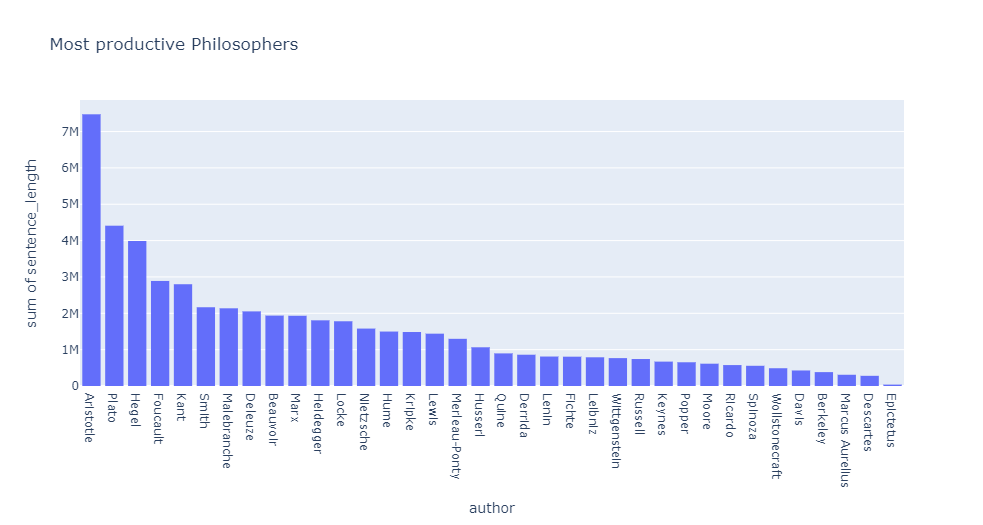 Most productive Philosophers
sum of sentence_length
7M
6M
5M
4M
3M
2M
1M
0
Aristotle
Plato
Hegel
Foucault
Kant
Smith
Malebranche
Deleuze
Beauvoir
Marx
Heidegger
Locke
Nietzsche
Hume
Kripke
Lewis
Merleau-Ponty
Husserl
Quine
Derrida
Lenin
Fichte
Leibniz
Wittgenstein
Russell
Keynes
Popper
Moore
Ricardo
Spinoza
Wollstonecraft
Davis
Berkeley
Marcus Aurelius
Descartes
Epictetus
author